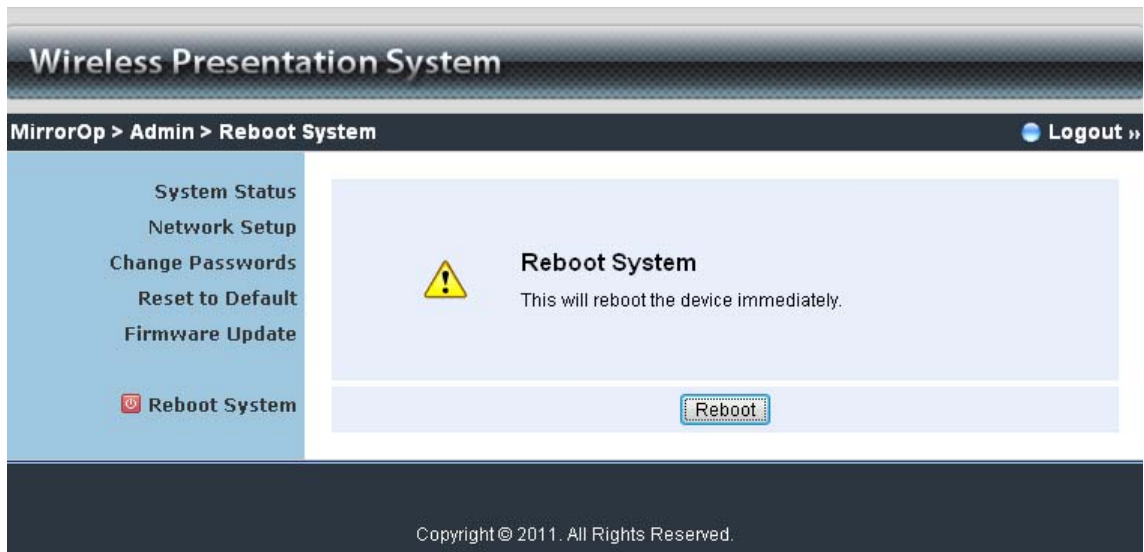 Wireless Presentation System
MirrorOp > Admin > Reboot System
Logout »
System Status
Network Setup
Change Passwords
Reset to Default
Firmware Update
Reboot System
Reboot System
This will reboot the device immediately.
Reboot
Copyright © 2011. All Rights Reserved.